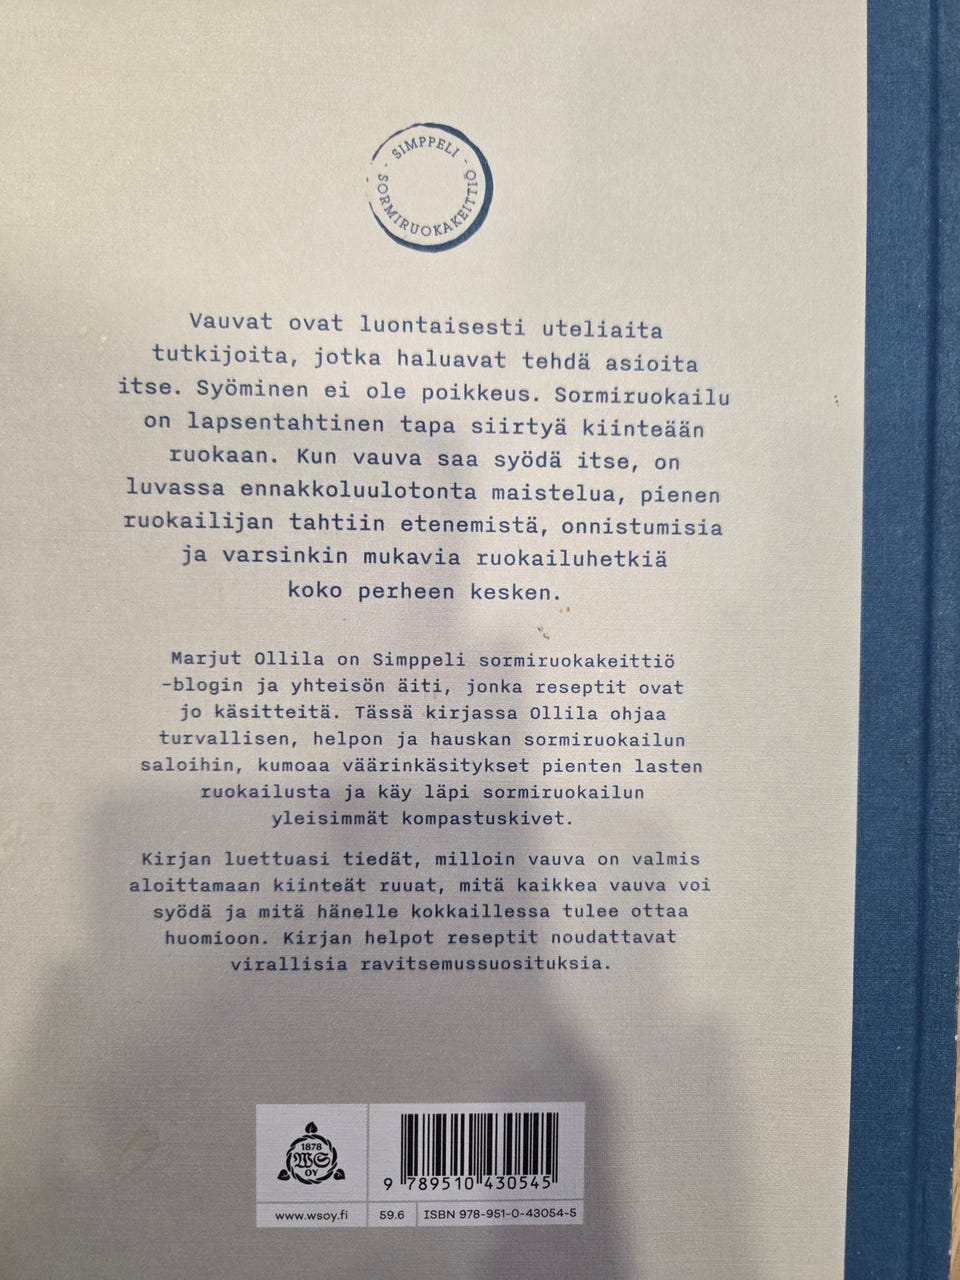 SIMPPELI
SORMIRUOKAKEITTIÖ
Vauvat ovat luontaisesti uteliaita
tutkijoita, jotka haluavat tehdä asioita
itse. Syöminen ei ole poikkeus. Sormiruokailu
on lapsentahtinen tapa siirtyä kiinteään
ruokaan. Kun vauva saa syödä itse, on
luvassa ennakkoluulotonta maistelua, pienen
ruokailijan tahtiin etenemistä, onnistumisia
ja varsinkin mukavia ruokailuhetkiä
koko perheen kesken.
Marjut Ollila on Simppeli sormiruokakeittiö
-blogin ja yhteisön äiti, jonka reseptit ovat
jo käsitteitä. Tässä kirjassa Ollila ohjaa
turvallisen, helpon ja hauskan sormiruokailun
saloihin, kumoaa väärinkäsitykset pienten lasten
ruokailusta ja käy läpi sormiruokailun
yleisimmät kompastuskivet.
Kirjan luettuasi tiedät, milloin vauva on valmis
aloittamaan kiinteät ruuat, mitä kaikkea vauva voi
syödä ja mitä hänelle kokkaillessa tulee ottaa
huomioon. Kirjan helpot reseptit noudattavat
virallisia ravitsemussuosituksia.
1878
WS
OY
9 789510 430545
www.wsoy.fi
59.6
ISBN 978-951-0-43054-5